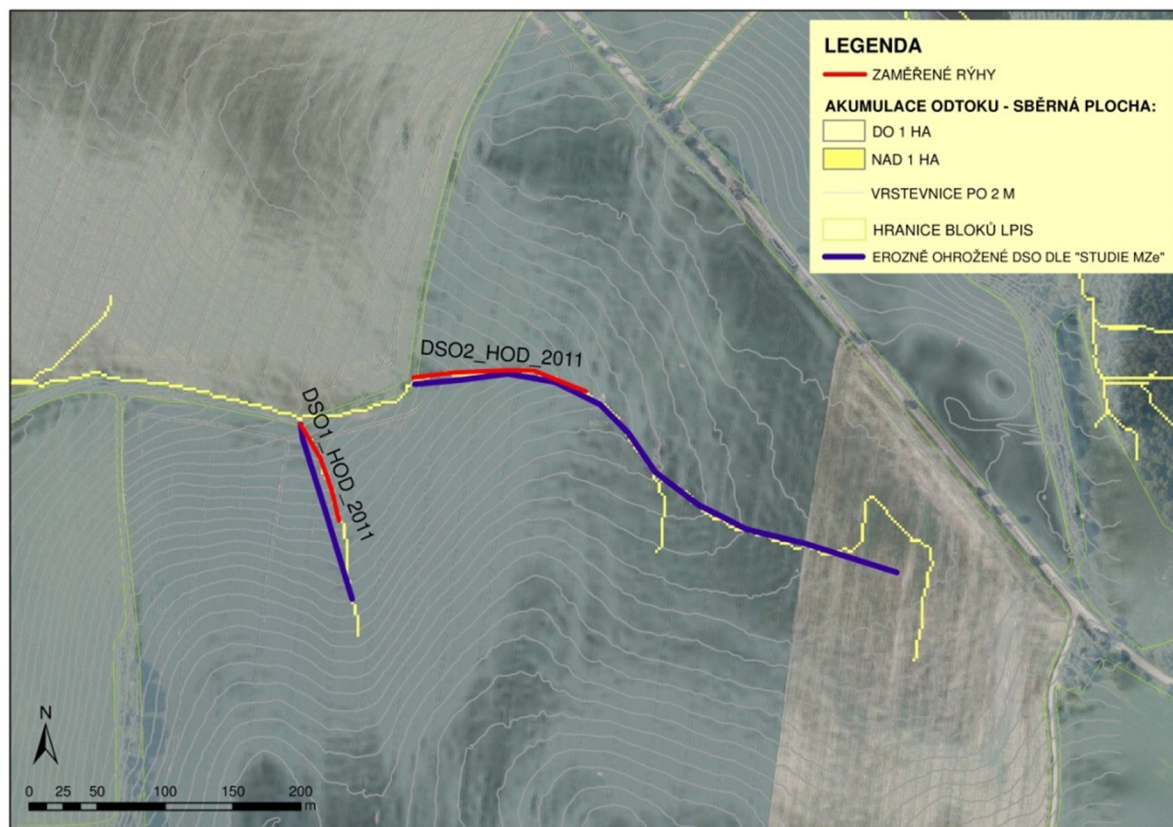 LEGENDA
ZAMĚŘENÉ RÝHY
AKUMULACE ODTOKU - SBĚRNÁ PLOCHA:
DO 1 HA
NAD 1 HA
VRSTEVNICE PO 2 M
HRANICE BLOKŮ LPIS
EROZNĚ OHROŽENÉ DSO DLE "STUDIE MZe"
DSO2_HOD_2011
DSO1_HOD_2011
N
0 25 50 100 150 200
m